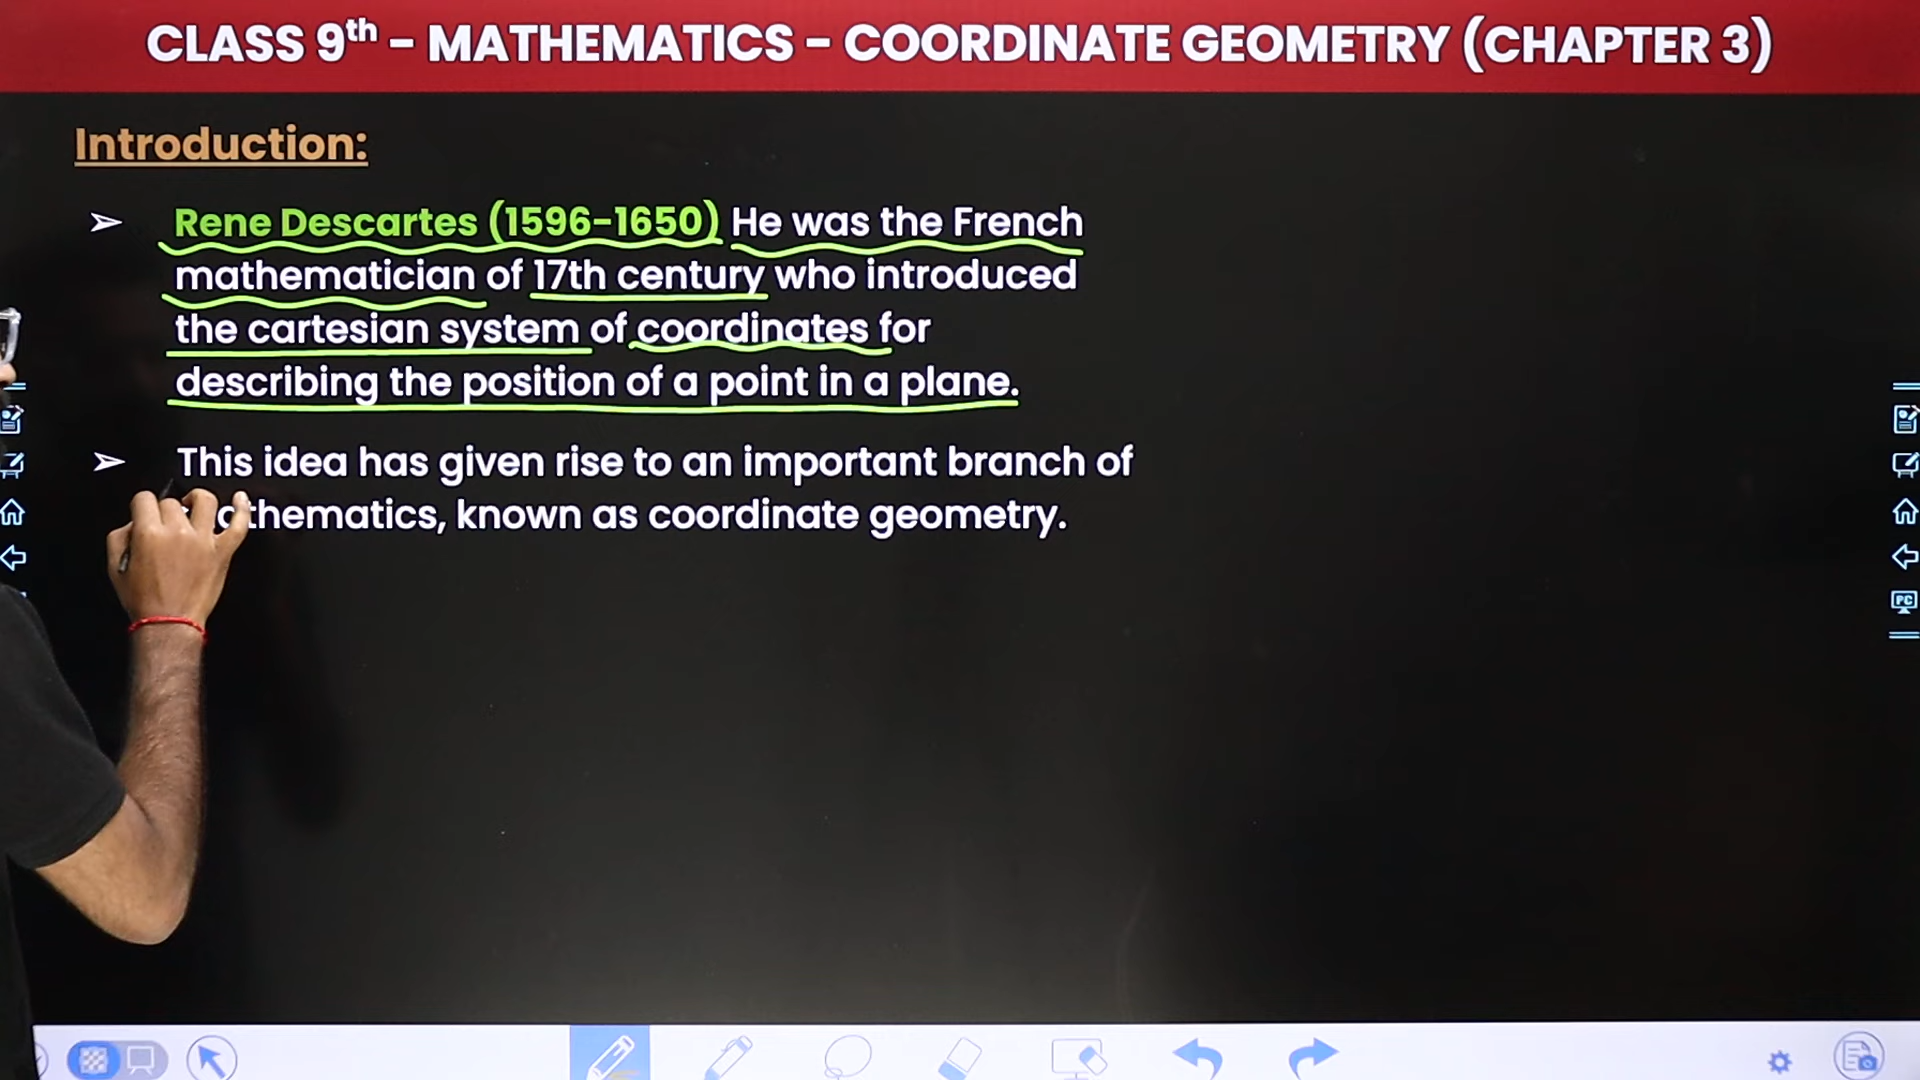 CLASS 9th – MATHEMATICS – COORDINATE GEOMETRY (CHAPTER 3)
Introduction:
➢ Rene Descartes (1596-1650) He was the French
mathematician of 17th century who introduced
the cartesian system of coordinates for
describing the position of a point in a plane.
➢ This idea has given rise to an important branch of
mathematics, known as coordinate geometry.
PC